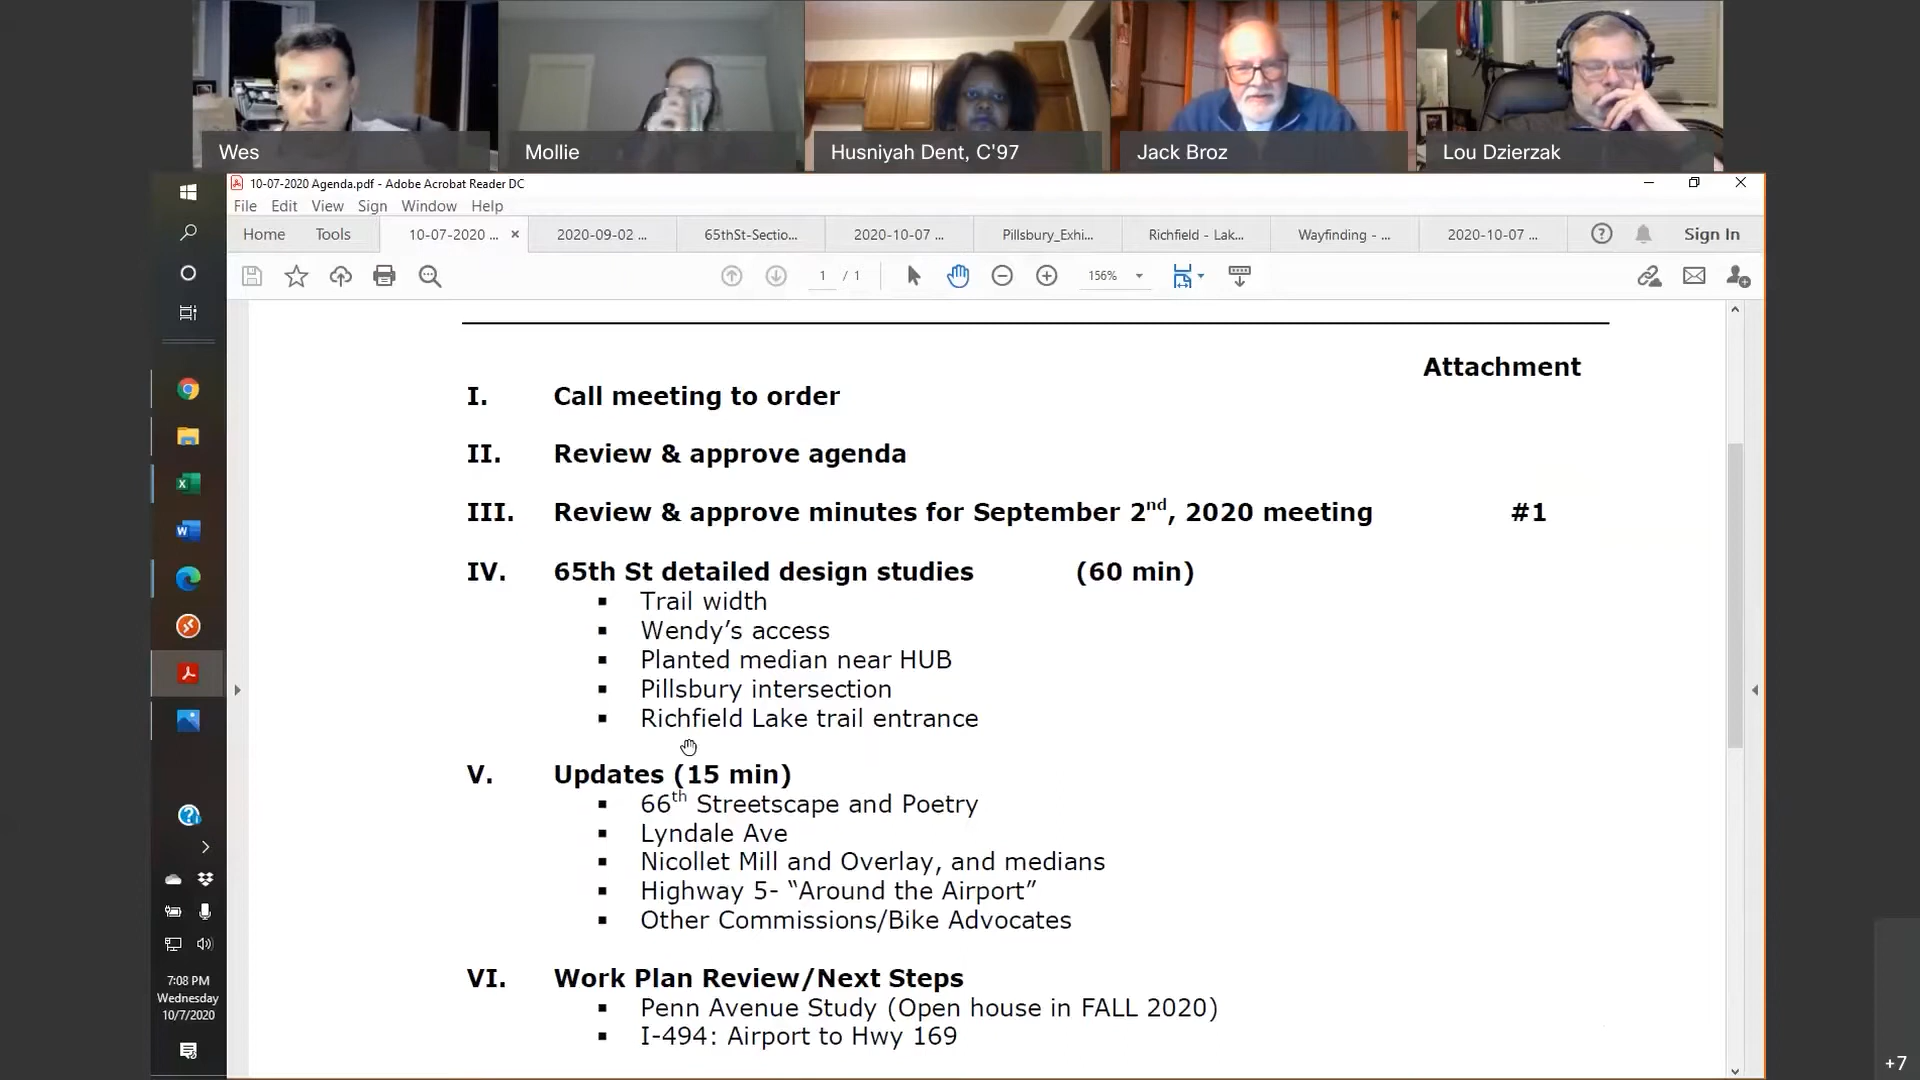 Wes
Mollie
Husniyah Dent, C'97
Jack Broz
Lou Dzierzak
10-07-2020 Agenda.pdf - Adobe Acrobat Reader DC
File Edit View Sign Window Help
Home Tools 10-07-2020 ... 2020-09-02 ... 65thSt-Sectio... 2020-10-07 ... Pillsbury_Exhi... Richfield - Lak... Wayfinding - ... 2020-10-07 ... Sign In
1 / 1 156%
Attachment
I. Call meeting to order
II. Review & approve agenda
III. Review & approve minutes for September 2nd, 2020 meeting #1
IV. 65th St detailed design studies (60 min)
▪ Trail width
▪ Wendy’s access
▪ Planted median near HUB
▪ Pillsbury intersection
▪ Richfield Lake trail entrance
V. Updates (15 min)
▪ 66th Streetscape and Poetry
▪ Lyndale Ave
▪ Nicollet Mill and Overlay, and medians
▪ Highway 5- “Around the Airport”
▪ Other Commissions/Bike Advocates
VI. Work Plan Review/Next Steps
▪ Penn Avenue Study (Open house in FALL 2020)
▪ I-494: Airport to Hwy 169
7:08 PM
Wednesday
10/7/2020
+7